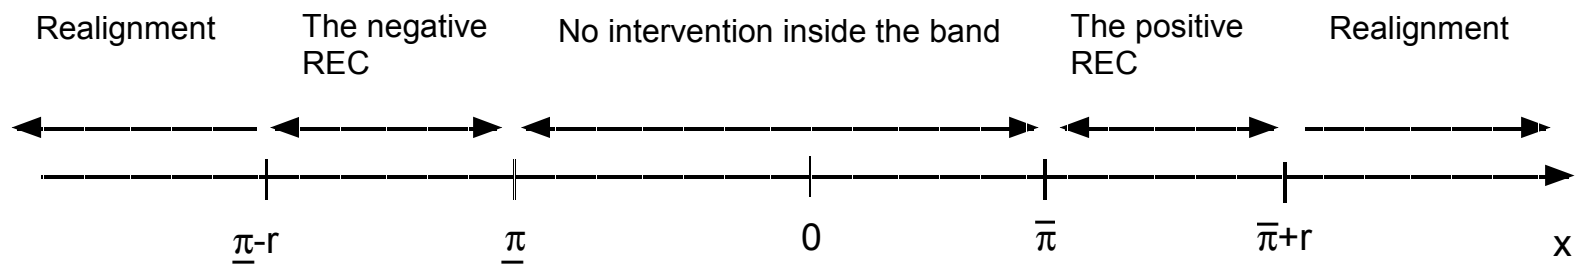 Realignment
The negative
REC
No intervention inside the band
The positive
REC
Realignment
π̲-r
π̲
0
π̅
π̅+r
x